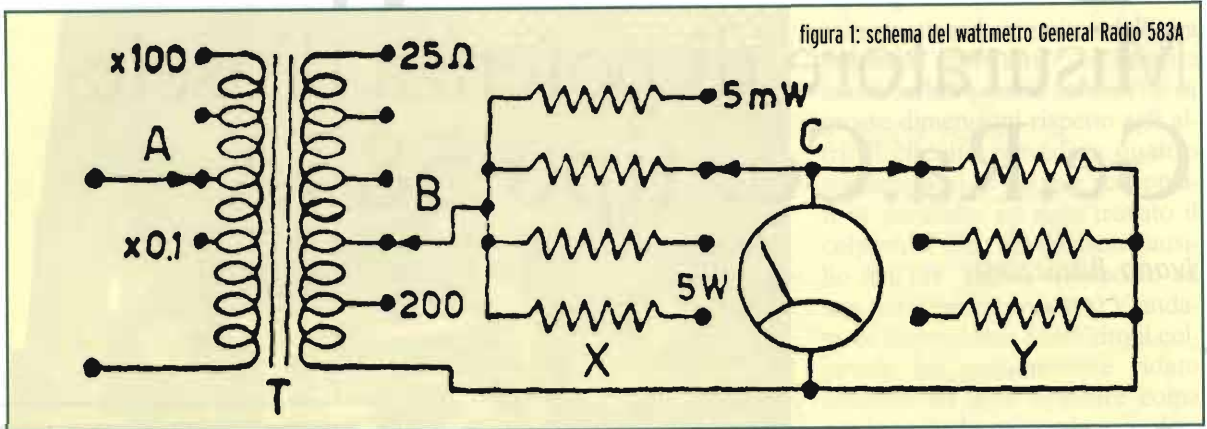 figura 1: schema del wattmetro General Radio 583A
x100
25Ω
5mW
A
C
B
x0.1
5W
200
X
Y
T